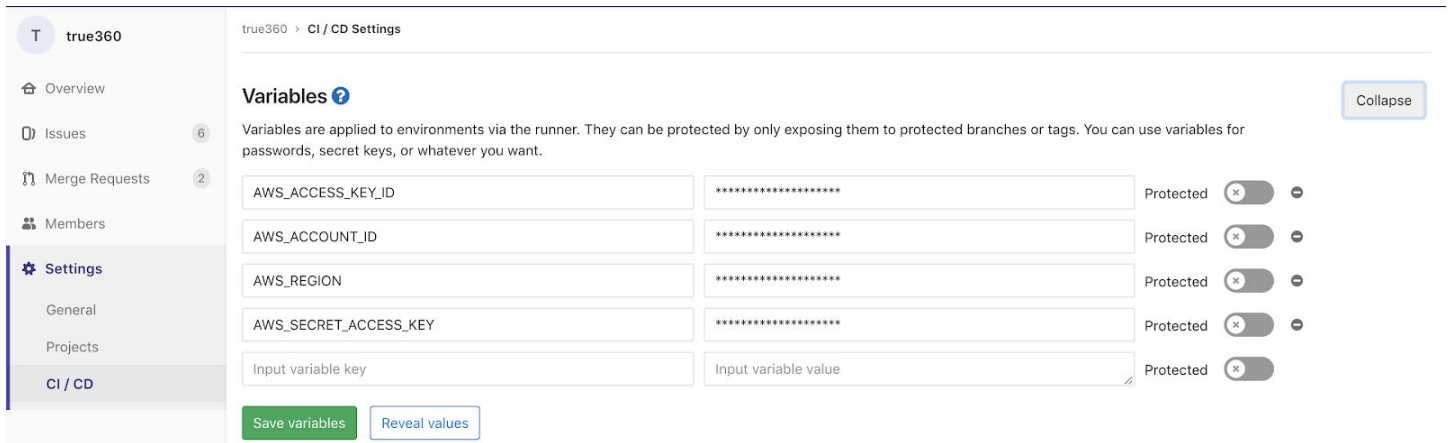 T true360
true360 > CI / CD Settings
Overview
Issues 6
Merge Requests 2
Members
Settings
General
Projects
CI / CD
Variables ?
Collapse
Variables are applied to environments via the runner. They can be protected by only exposing them to protected branches or tags. You can use variables for
passwords, secret keys, or whatever you want.
AWS_ACCESS_KEY_ID ******************** Protected
AWS_ACCOUNT_ID ******************** Protected
AWS_REGION ******************** Protected
AWS_SECRET_ACCESS_KEY ******************** Protected
Input variable key Input variable value Protected
Save variables Reveal values